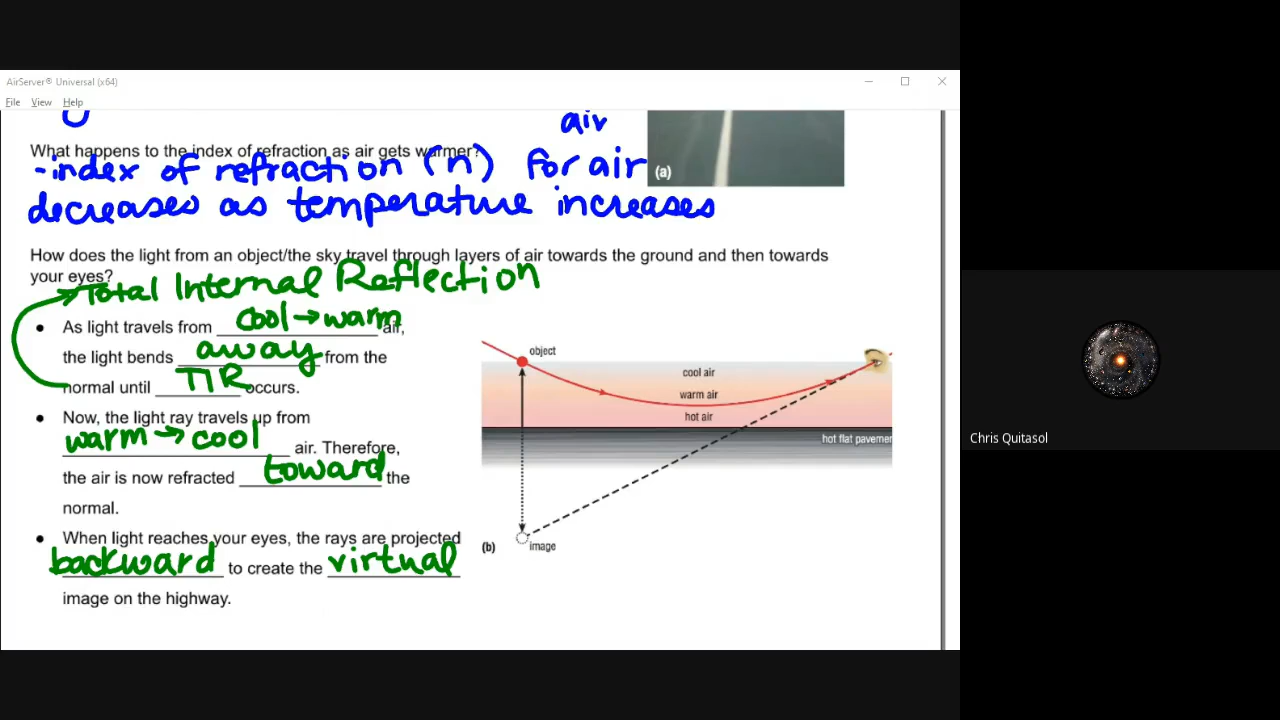 AirServer® Universal (x64)
File View Help
air
What happens to the index of refraction as air gets warmer?
-index of refraction (n) for air
decreases as temperature increases
(a)
How does the light from an object/the sky travel through layers of air towards the ground and then towards
your eyes?
Total Internal Reflection
• As light travels from cool→warm air,
the light bends away from the
normal until TIR occurs.
• Now, the light ray travels up from
warm→cool air. Therefore,
the air is now refracted toward the
normal.
• When light reaches your eyes, the rays are projected
backward to create the virtual
image on the highway.
object
cool air
warm air
hot air
hot flat pavemen
(b)
image
Chris Quitasol